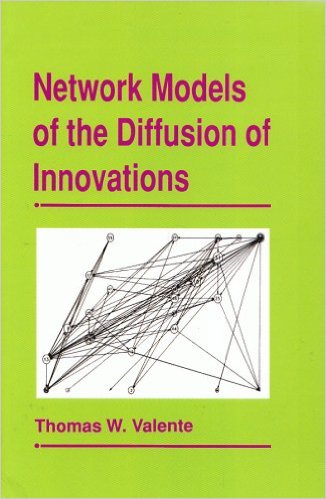 Network Models
of the Diffusion of
Innovations
Thomas W. Valente